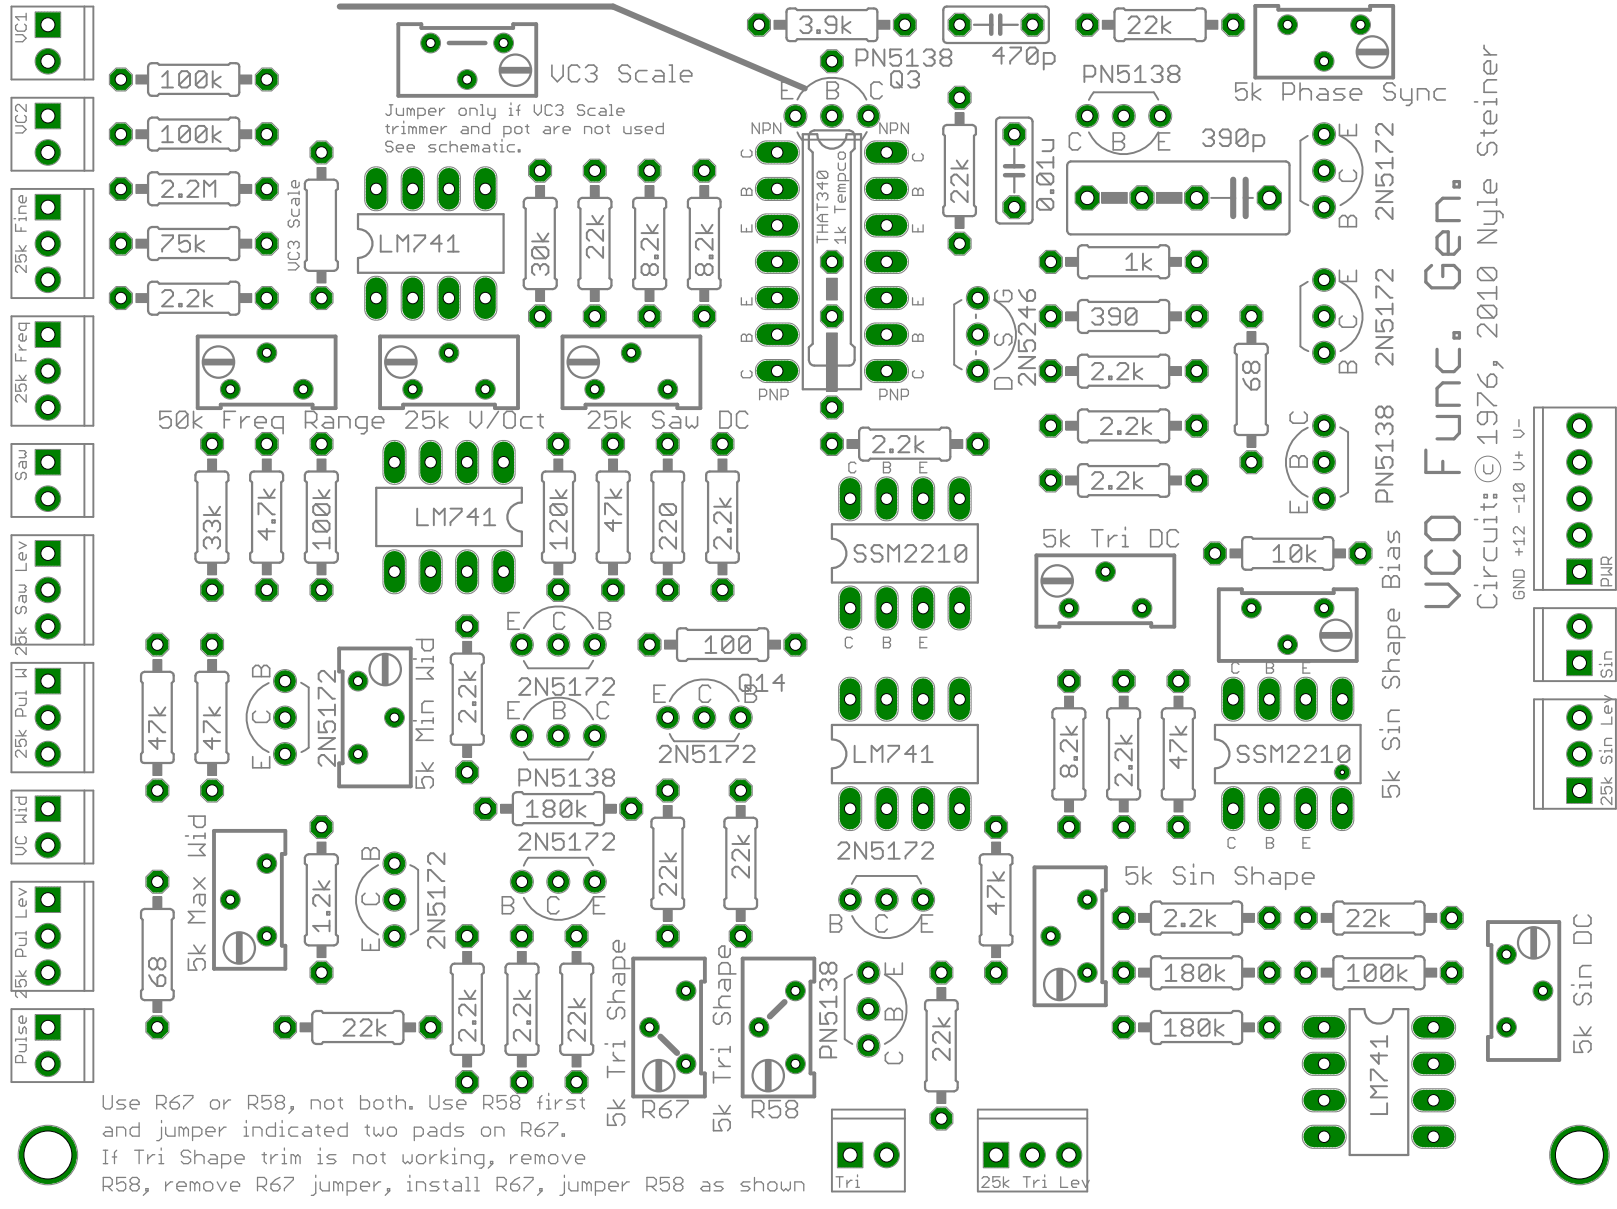 VC1
VC2
25k Fine
25k Freq
Saw
25k Saw Lev
25k Pul W
VC Wid
25k Pul Lev
Pulse
100k
100k
2.2M
75k
2.2k
VC3 Scale
VC3 Scale
Jumper only if VC3 Scale
trimmer and pot are not used
See schematic.
LM741
30k
22k
8.2k
8.2k
3.9k
PN5138
Q3
E B C
NPN
NPN
C
B
E
E
B
C
PNP
C
B
E
E
B
C
PNP
THAT340
1k Tempco
470p
22k
5k Phase Sync
PN5138
C B E
22k
0.01u
390p
2N5172
E
C
B
1k
390
2.2k
2.2k
2.2k
2N5246
G
S
D
68
2N5172
E
C
B
PN5138
C
B
E
VCO Func. Gen.
Circuit: © 1976, 2010 Nyle Steiner
GND +12 -10 V+ V-
PWR
Sin
25k Sin Lev
50k Freq Range
25k V/Oct
25k Saw DC
33k
4.7k
100k
LM741
120k
47k
220
2.2k
2.2k
C B E
SSM2210
C B E
5k Tri DC
10k
5k Sin Shape Bias
47k
47k
B
C
E
2N5172
5k Min Wid
2.2k
E C B
2N5172
100
Q14
E B C
PN5138
E C B
2N5172
180k
2N5172
B C E
LM741
8.2k
2.2k
47k
C B E
SSM2210
C B E
5k Max Wid
68
1.2k
B
C
E
2N5172
22k
22k
22k
2.2k
2.2k
22k
5k Tri Shape
R67
5k Tri Shape
R58
2N5172
B C E
PN5138
E
B
C
22k
47k
5k Sin Shape
2.2k
22k
180k
100k
180k
LM741
5k Sin DC
Use R67 or R58, not both. Use R58 first
and jumper indicated two pads on R67.
If Tri Shape trim is not working, remove
R58, remove R67 jumper, install R67, jumper R58 as shown
Tri
25k Tri Lev